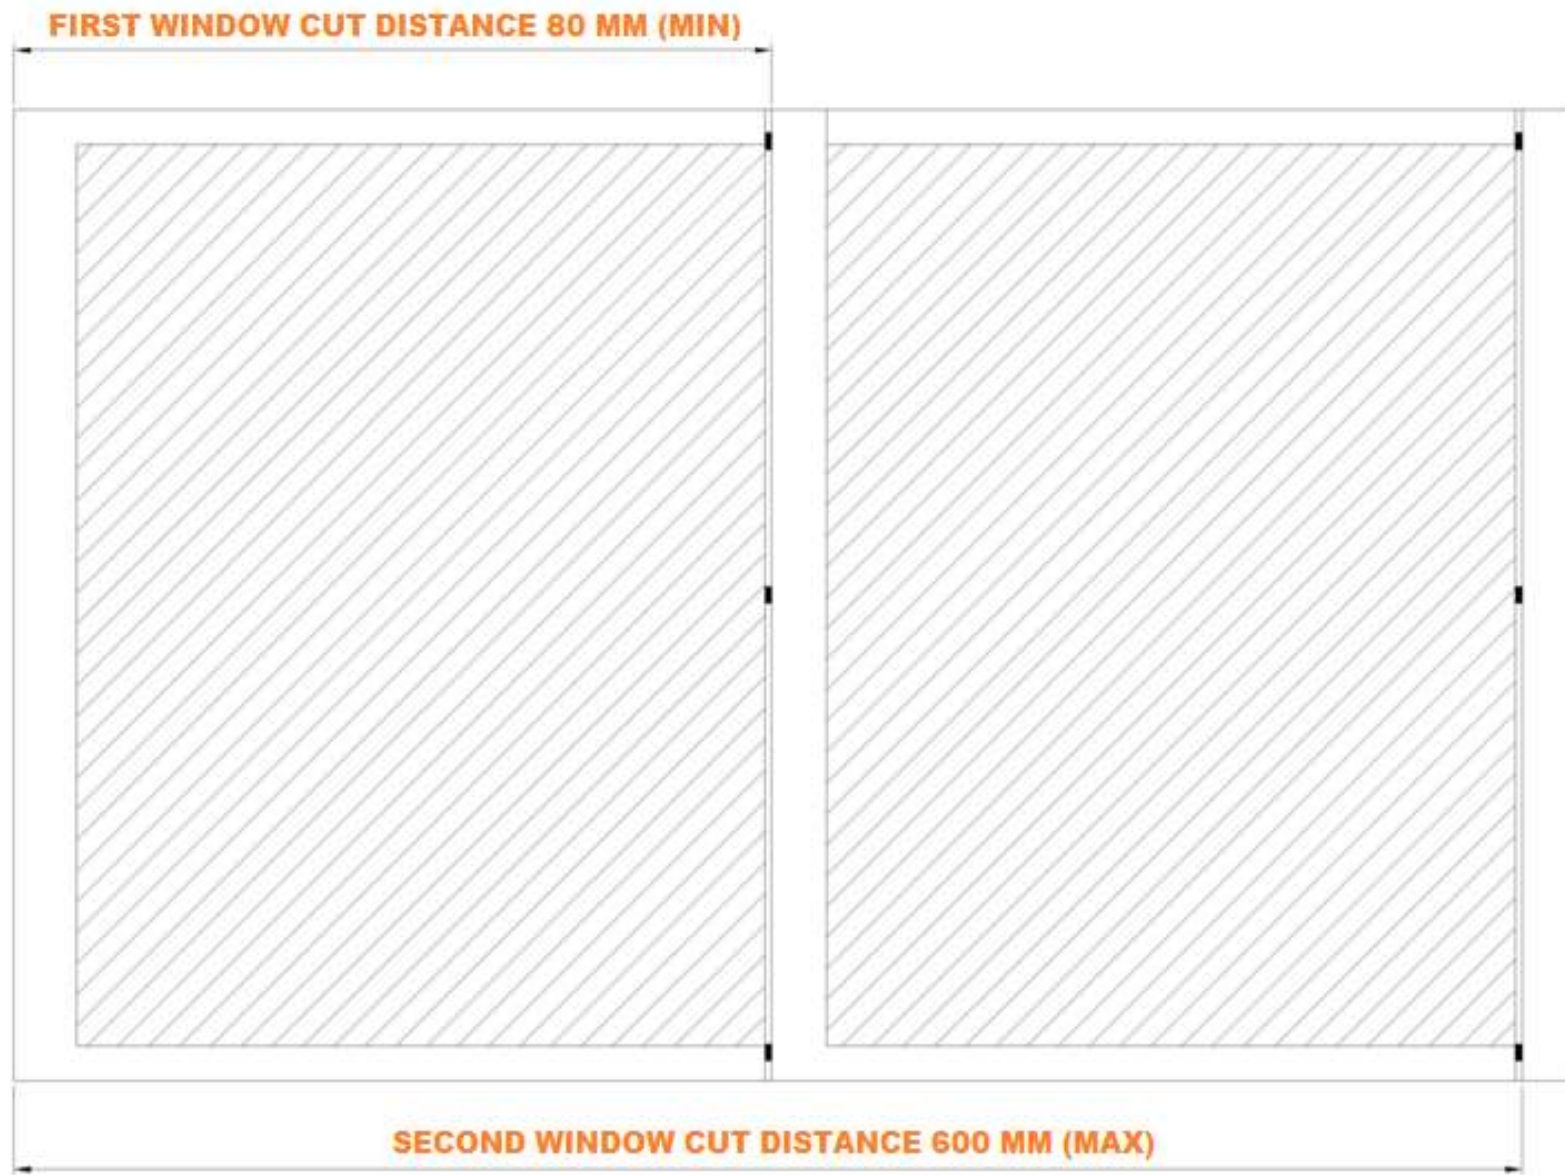 FIRST WINDOW CUT DISTANCE 80 MM (MIN)
SECOND WINDOW CUT DISTANCE 600 MM (MAX)